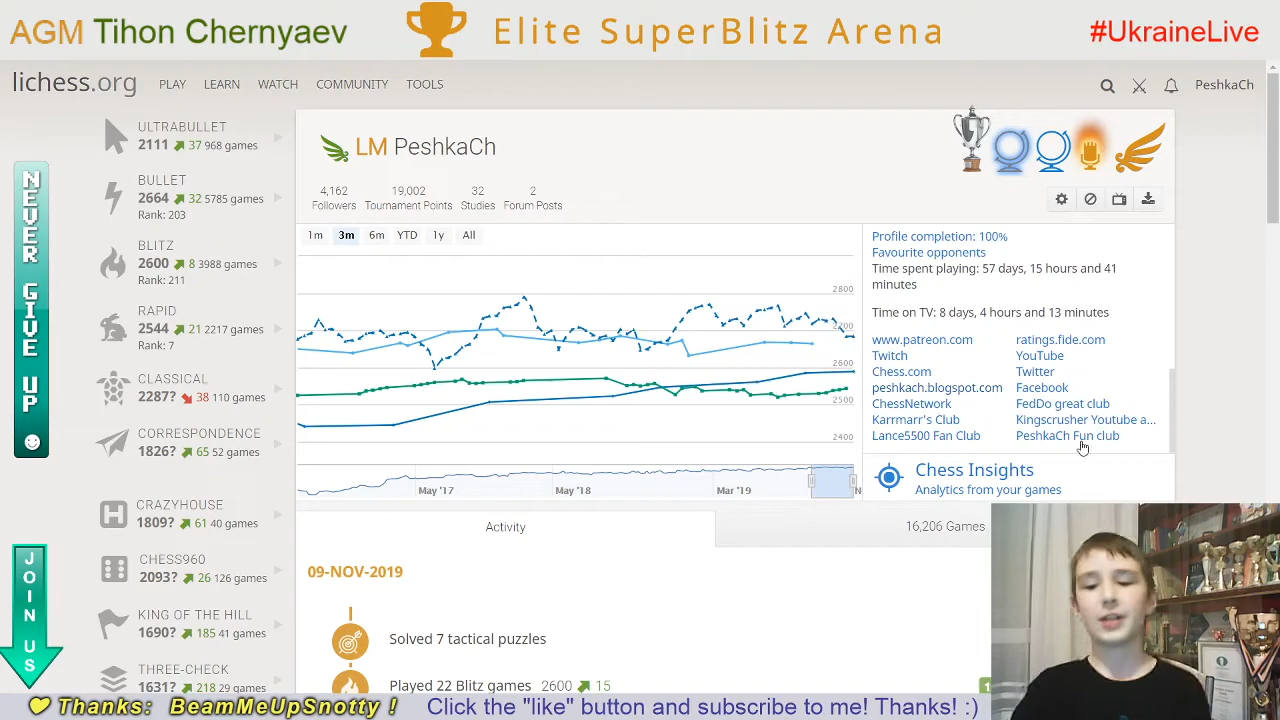 AGM Tihon Chernyaev
Elite SuperBlitz Arena
#UkraineLive
lichess.org
PLAY LEARN WATCH COMMUNITY TOOLS
PeshkaCh
NEVER GIVE UP
JOIN US
ULTRABULLET
2111 37 968 games
BULLET
2664 32 5785 games
Rank: 203
BLITZ
2600 8 3988 games
Rank: 211
RAPID
2544 21 2217 games
Rank: 7
CLASSICAL
2287? 38 110 games
CORRESPONDENCE
1826? 65 52 games
CRAZYHOUSE
1809? 61 40 games
CHESS960
2093? 26 126 games
KING OF THE HILL
1690? 185 41 games
THREE-CHECK
1631? 218 29 games
LM PeshkaCh
4,162 19,002 32 2
Followers Tournament Points Studies Forum Posts
1m 3m 6m YTD 1y All
2800
2700
2600
2500
2400
May '17 May '18 Mar '19 N
Profile completion: 100%
Favourite opponents
Time spent playing: 57 days, 15 hours and 41
minutes
Time on TV: 8 days, 4 hours and 13 minutes
www.patreon.com ratings.fide.com
Twitch YouTube
Chess.com Twitter
peshkach.blogspot.com Facebook
ChessNetwork FedDo great club
Karrmarr's Club Kingscrusher Youtube a...
Lance5500 Fan Club PeshkaCh Fun club
Chess Insights
Analytics from your games
Activity 16,206 Games
09-NOV-2019
Solved 7 tactical puzzles
Played 22 Blitz games 2600 15
1
Thanks: BeamMeUpSnotty ! Click the "like" button and subscribe to me! Thanks! :)